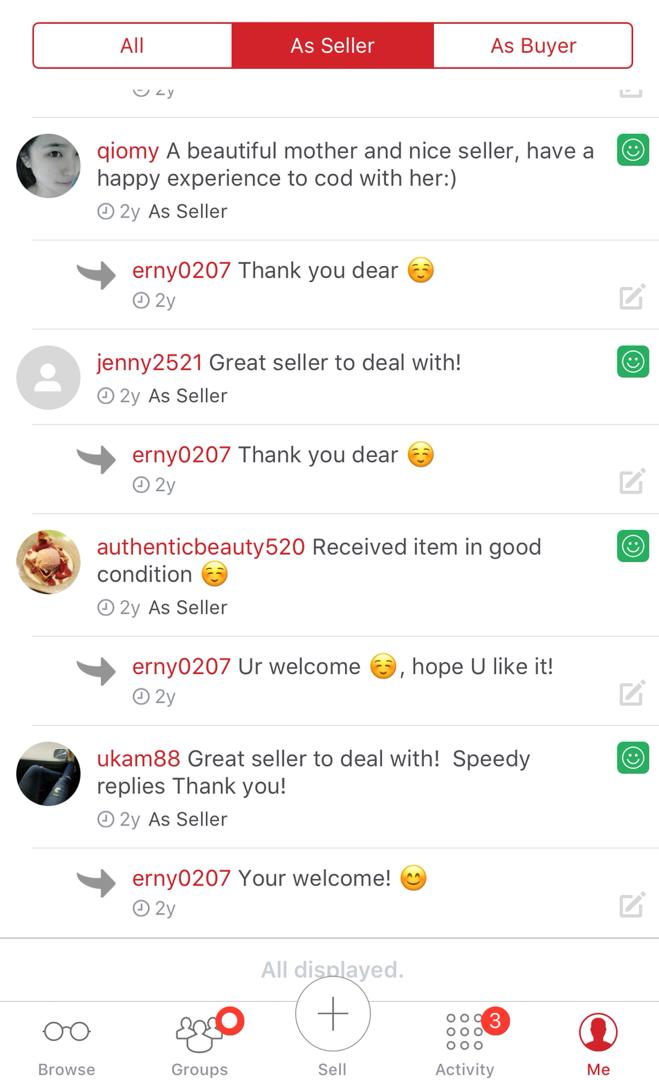 All As Seller As Buyer
2y
qiomy A beautiful mother and nice seller, have a
happy experience to cod with her:)
2y As Seller
erny0207 Thank you dear ☺️
2y
jenny2521 Great seller to deal with!
2y As Seller
erny0207 Thank you dear ☺️
2y
authenticbeauty520 Received item in good
condition ☺️
2y As Seller
erny0207 Ur welcome ☺️, hope U like it!
2y
ukam88 Great seller to deal with!  Speedy
replies Thank you!
2y As Seller
erny0207 Your welcome! 😊
2y
All displayed.
3
Browse Groups Sell Activity Me